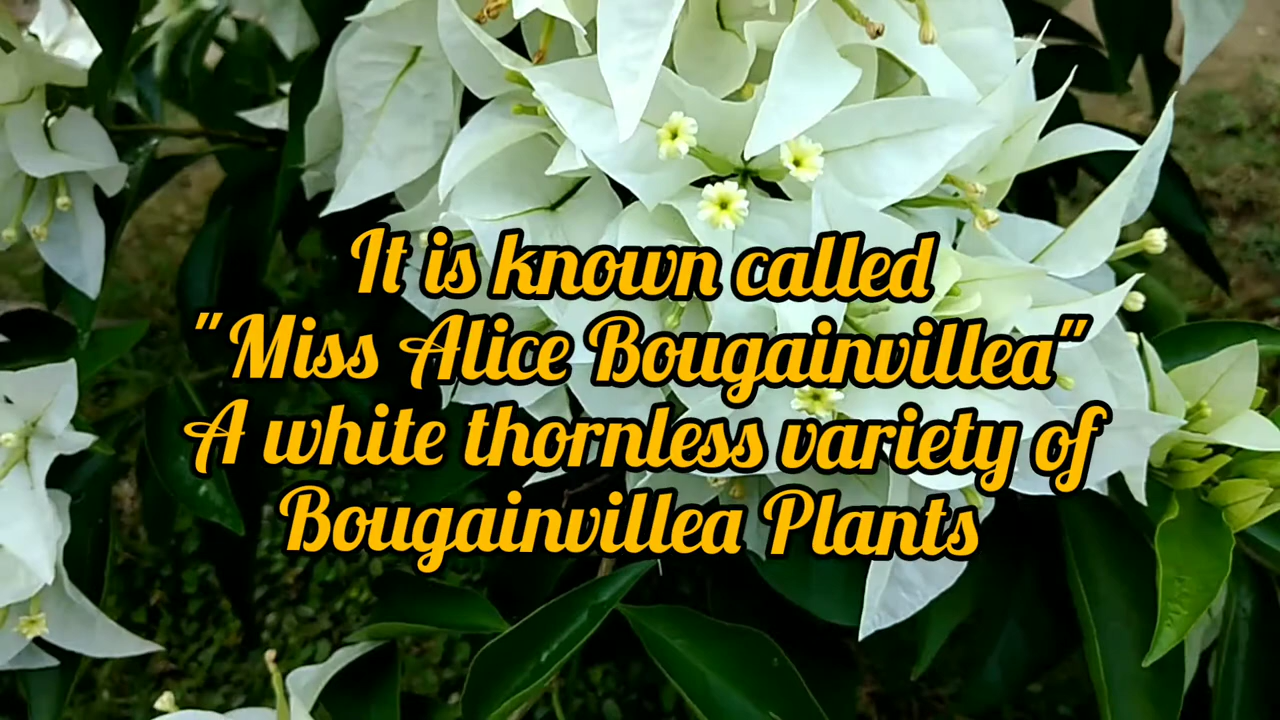 It is known called
"Miss Alice Bougainvillea"
A white thornless variety of
Bougainvillea Plants